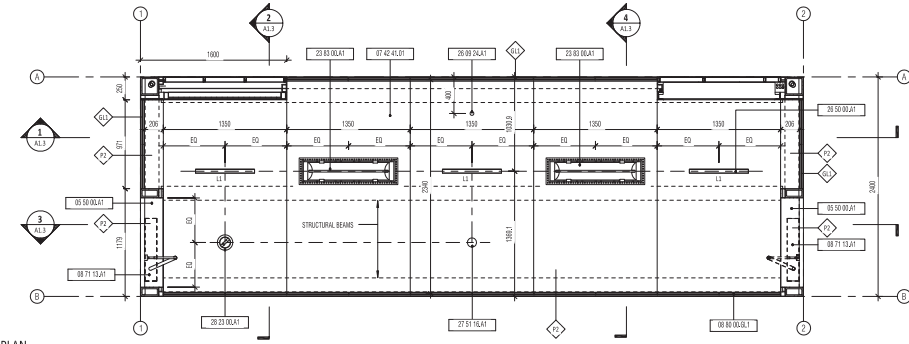 1
2
A1.3
4
A1.3
2
1600
23 83 00.A1
07 42 41.01
26 09 24.A1
GL1
23 83 00.A1
A
A
250
400
1030.9
26 50 00.A1
GL1
206
1350
1350
1350
1350
1350
206
1
A1.3
971
P2
EQ
EQ
EQ
EQ
EQ
EQ
EQ
EQ
EQ
EQ
P2
L1
L1
L1
GL1
2340
2400
05 50 00.A1
05 50 00.A1
3
A1.3
P2
EQ
STRUCTURAL BEAMS
1369.1
P2
1179
08 71 13.A1
EQ
08 71 13.A1
B
B
1
28 23 00.A1
27 51 16.A1
P2
08 80 00.GL1
2
PLAN